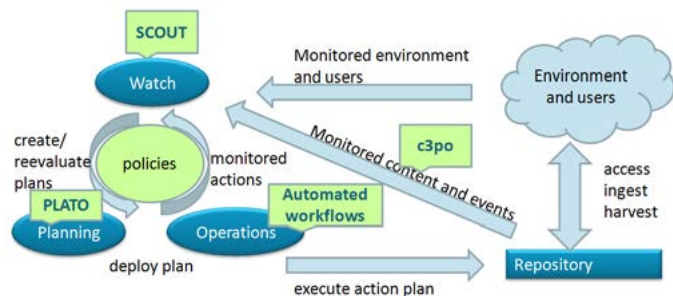 SCOUT
Watch
Monitored environment
and users
Environment
and users
create/
reevaluate
plans
policies
monitored
actions
c3po
Monitored content and events
access
ingest
harvest
PLATO
Planning
Automated
workflows
Operations
deploy plan
execute action plan
Repository